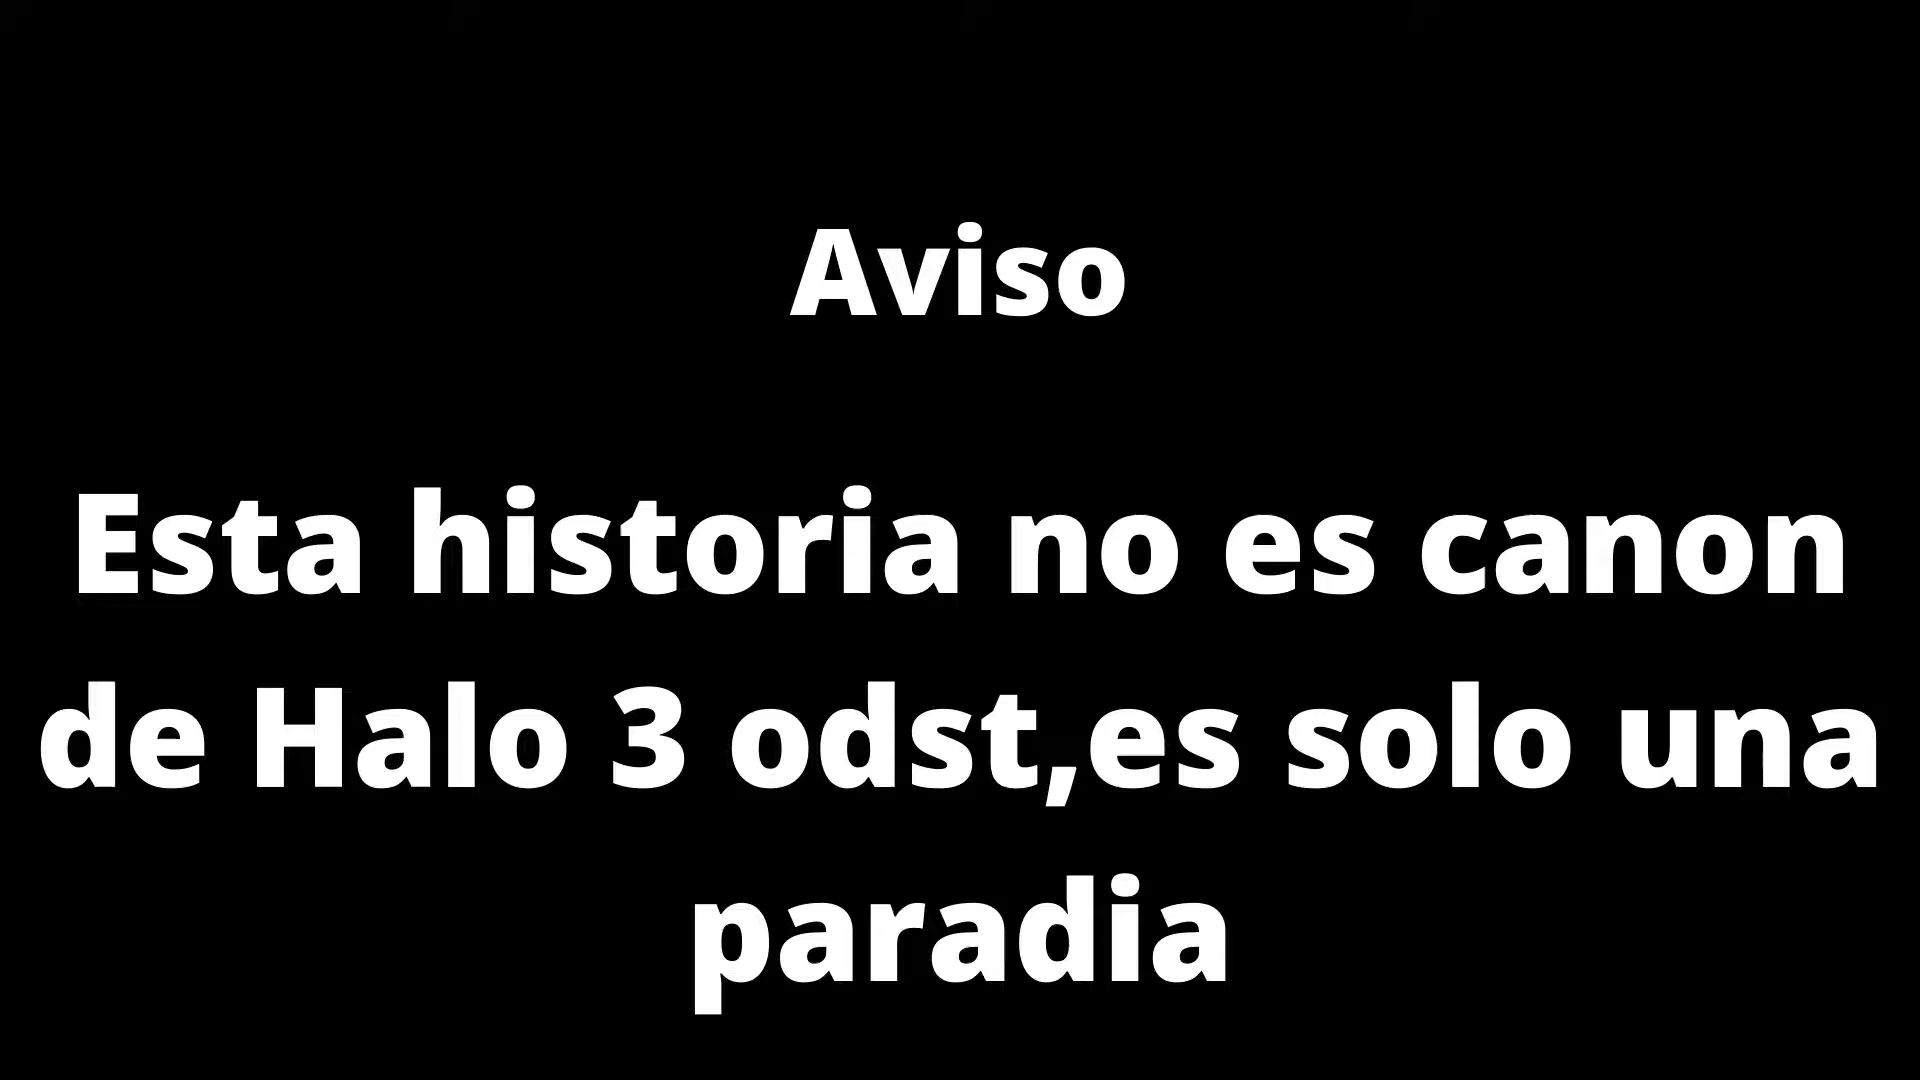 Aviso
Esta historia no es canon
de Halo 3 odst,es solo una
paradia